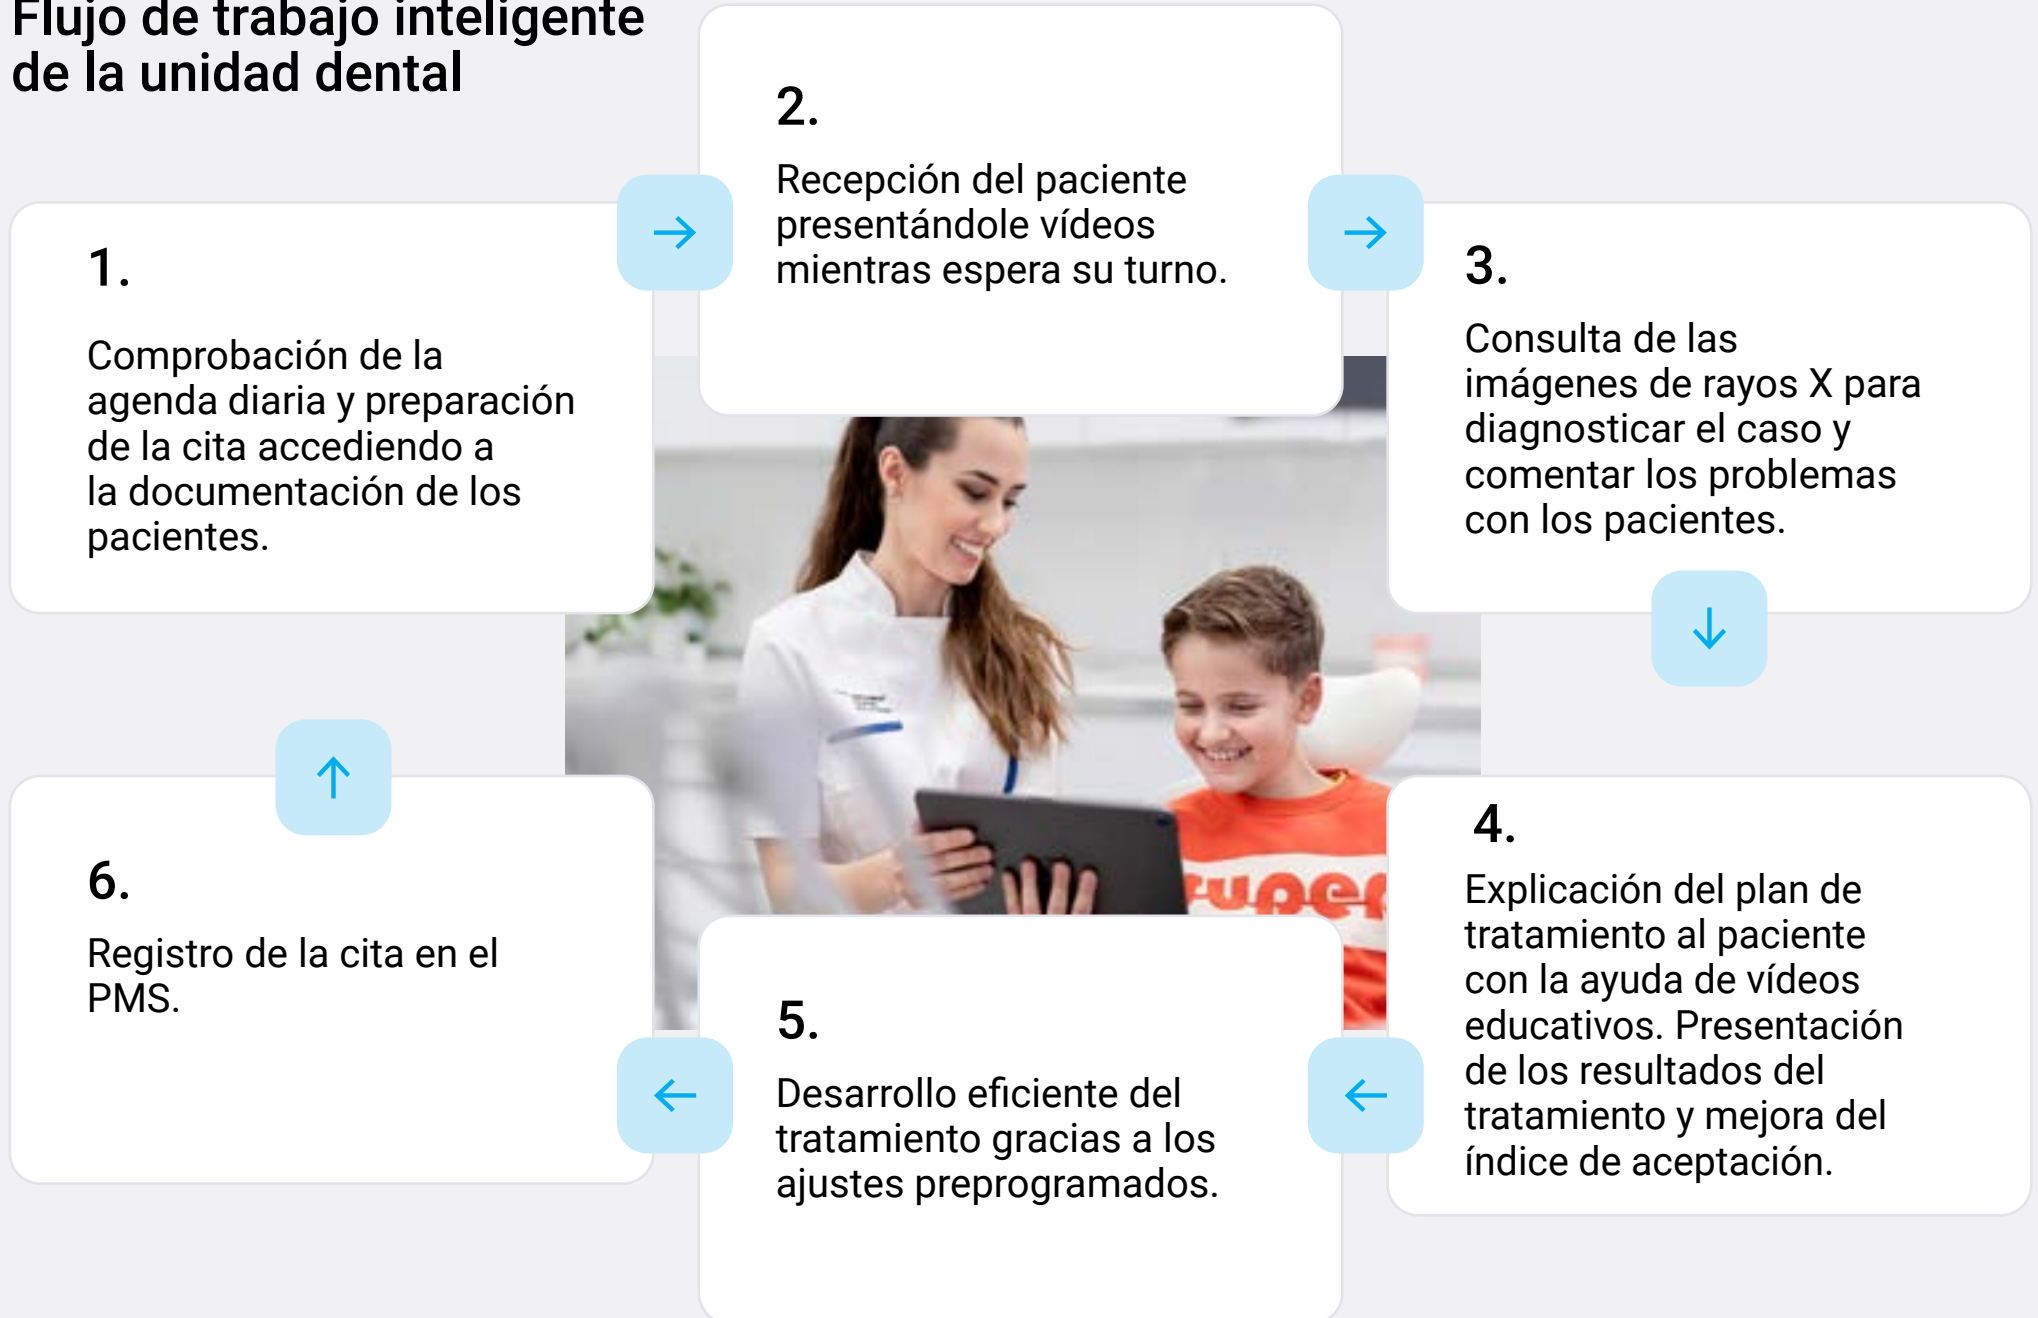 Flujo de trabajo inteligente
de la unidad dental
1.
Comprobación de la
agenda diaria y preparación
de la cita accediendo a
la documentación de los
pacientes.
2.
Recepción del paciente
presentándole vídeos
mientras espera su turno.
3.
Consulta de las
imágenes de rayos X para
diagnosticar el caso y
comentar los problemas
con los pacientes.
4.
Explicación del plan de
tratamiento al paciente
con la ayuda de vídeos
educativos. Presentación
de los resultados del
tratamiento y mejora del
índice de aceptación.
5.
Desarrollo eficiente del
tratamiento gracias a los
ajustes preprogramados.
6.
Registro de la cita en el
PMS.
super